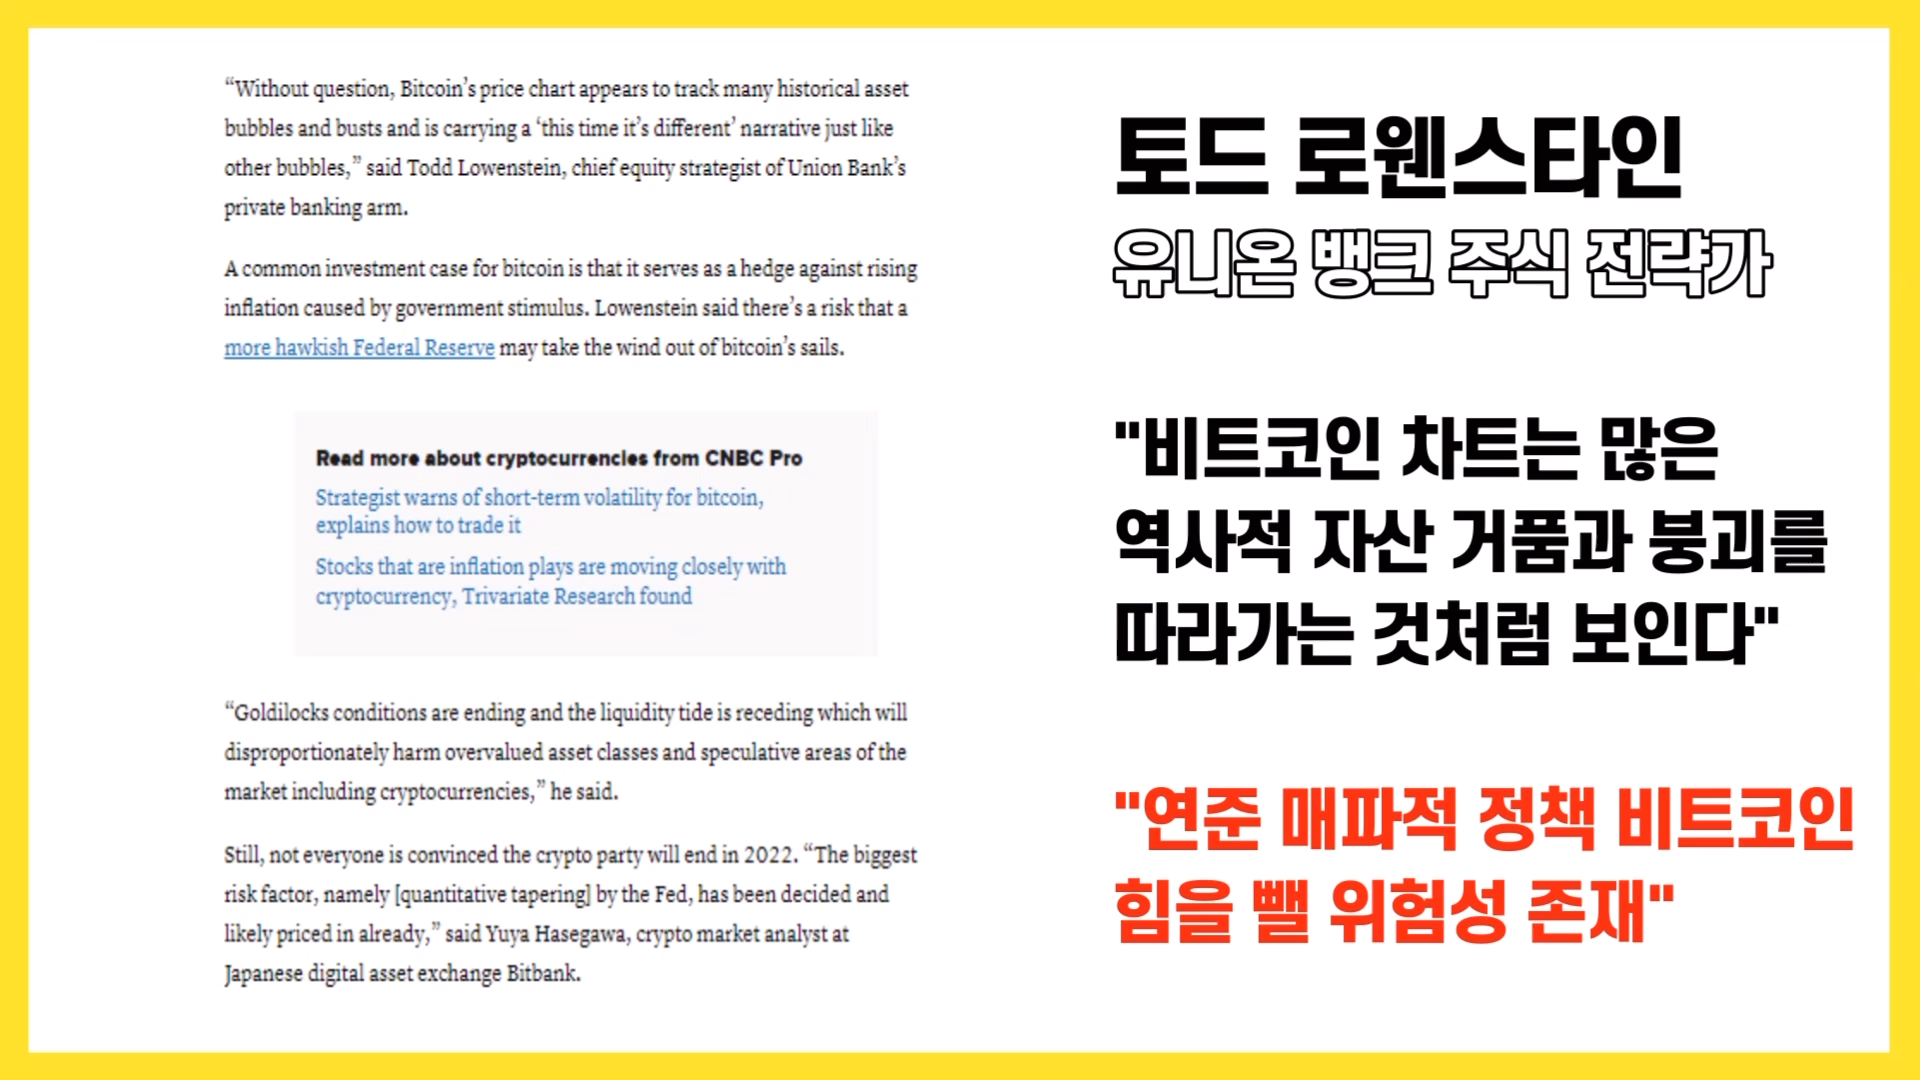 “Without question, Bitcoin’s price chart appears to track many historical asset
bubbles and busts and is carrying a ‘this time it’s different’ narrative just like
other bubbles,” said Todd Lowenstein, chief equity strategist of Union Bank’s
private banking arm.
A common investment case for bitcoin is that it serves as a hedge against rising
inflation caused by government stimulus. Lowenstein said there’s a risk that a
more hawkish Federal Reserve may take the wind out of bitcoin’s sails.
Read more about cryptocurrencies from CNBC Pro
Strategist warns of short-term volatility for bitcoin,
explains how to trade it
Stocks that are inflation plays are moving closely with
cryptocurrency, Trivariate Research found
“Goldilocks conditions are ending and the liquidity tide is receding which will
disproportionately harm overvalued asset classes and speculative areas of the
market including cryptocurrencies,” he said.
Still, not everyone is convinced the crypto party will end in 2022. “The biggest
risk factor, namely [quantitative tapering] by the Fed, has been decided and
likely priced in already,” said Yuya Hasegawa, crypto market analyst at
Japanese digital asset exchange Bitbank.
토드 로웬스타인
유니온 뱅크 주식 전략가
"비트코인 차트는 많은
역사적 자산 거품과 붕괴를
따라가는 것처럼 보인다"
"연준 매파적 정책 비트코인
힘을 뺄 위험성 존재"